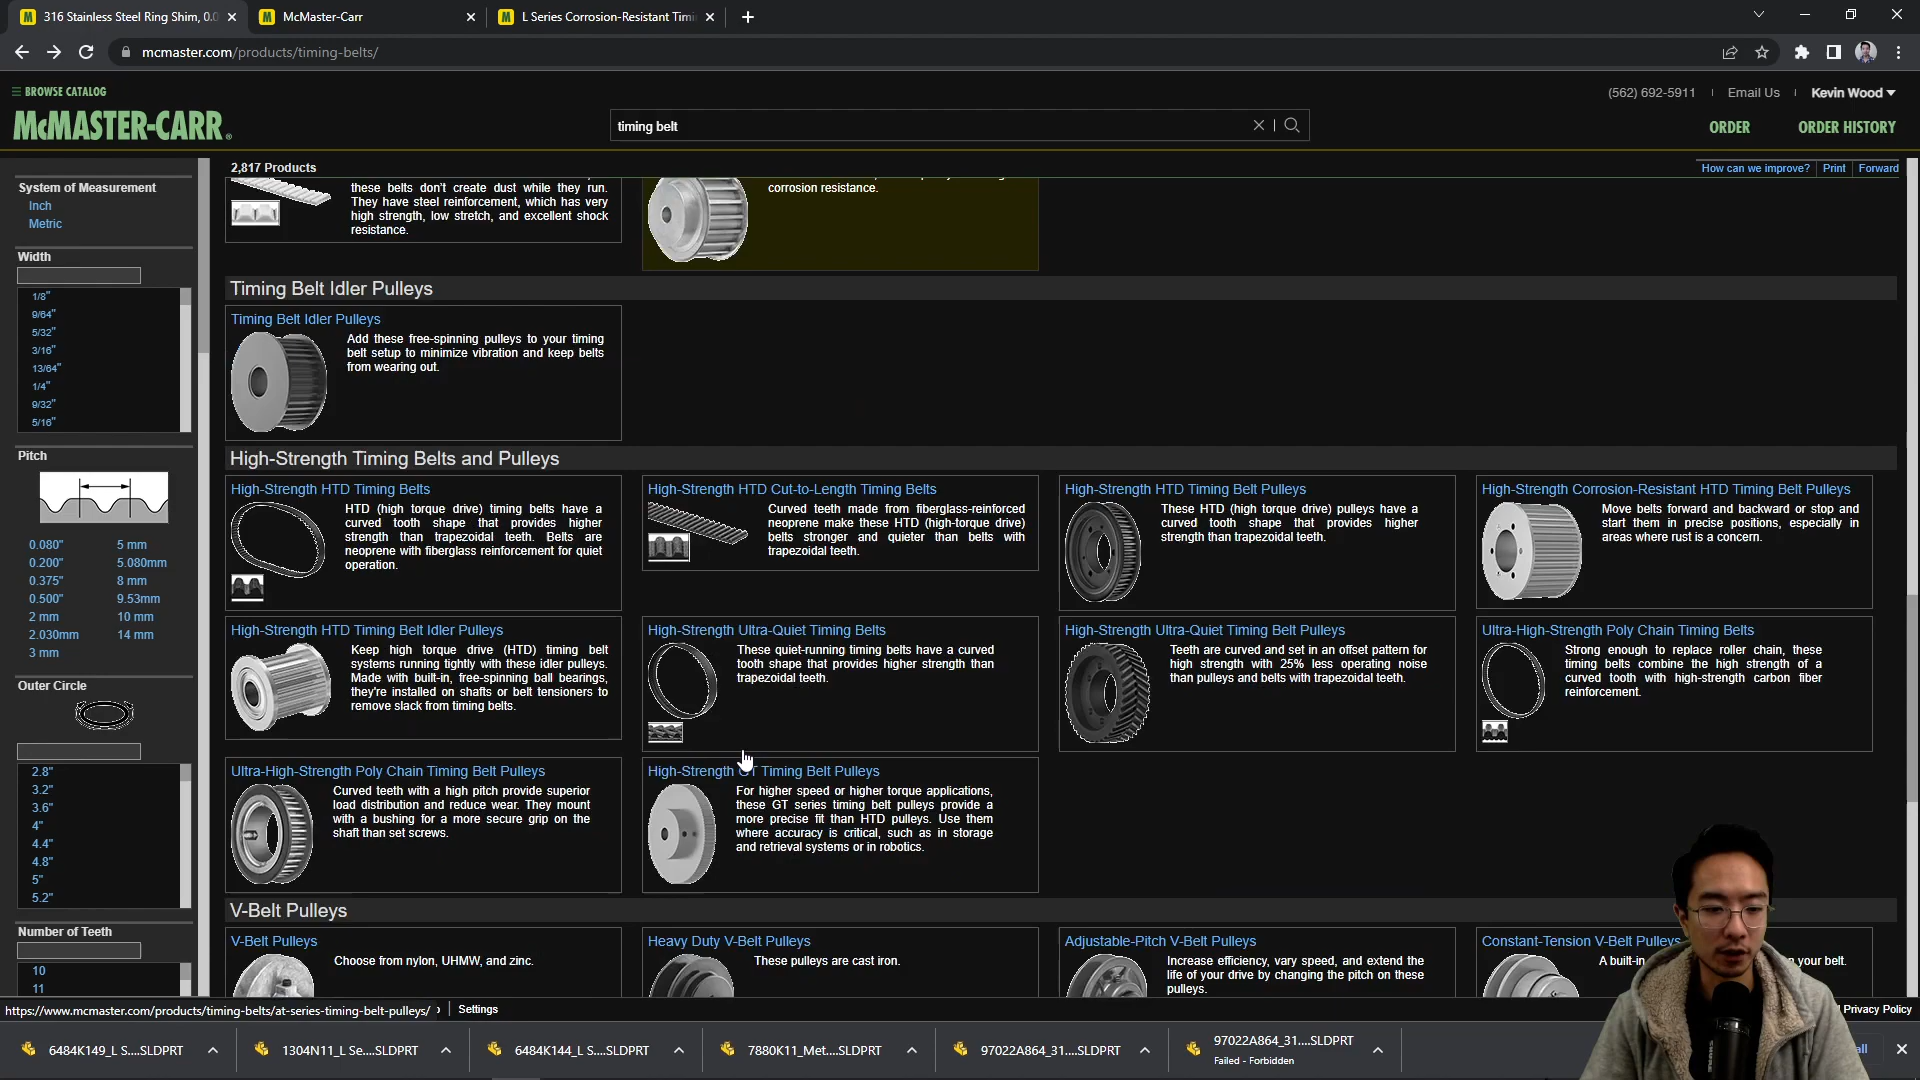 316 Stainless Steel Ring Shim, 0.0
McMaster-Carr
L Series Corrosion-Resistant Timi
mcmaster.com/products/timing-belts/
BROWSE CATALOG
McMASTER-CARR®
timing belt
(562) 692-5911
Email Us
Kevin Wood
ORDER
ORDER HISTORY
2,817 Products
How can we improve?
Print
Forward
System of Measurement
Inch
Metric
Width
1/8"
9/64"
5/32"
3/16"
13/64"
1/4"
9/32"
5/16"
Pitch
0.080"
5 mm
0.200"
5.080mm
0.375"
8 mm
0.500"
9.53mm
2 mm
10 mm
2.030mm
14 mm
3 mm
Outer Circle
2.8"
3.2"
3.6"
4"
4.4"
4.8"
5"
5.2"
Number of Teeth
10
11
these belts don't create dust while they run.
They have steel reinforcement, which has very
high strength, low stretch, and excellent shock
resistance.
corrosion resistance.
Timing Belt Idler Pulleys
Timing Belt Idler Pulleys
Add these free-spinning pulleys to your timing
belt setup to minimize vibration and keep belts
from wearing out.
High-Strength Timing Belts and Pulleys
High-Strength HTD Timing Belts
HTD (high torque drive) timing belts have a
curved tooth shape that provides higher
strength than trapezoidal teeth. Belts are
neoprene with fiberglass reinforcement for quiet
operation.
High-Strength HTD Cut-to-Length Timing Belts
Curved teeth made from fiberglass-reinforced
neoprene make these HTD (high-torque drive)
belts stronger and quieter than belts with
trapezoidal teeth.
High-Strength HTD Timing Belt Pulleys
These HTD (high torque drive) pulleys have a
curved tooth shape that provides higher
strength than trapezoidal teeth.
High-Strength Corrosion-Resistant HTD Timing Belt Pulleys
Move belts forward and backward or stop and
start them in precise positions, especially in
areas where rust is a concern.
High-Strength HTD Timing Belt Idler Pulleys
Keep high torque drive (HTD) timing belt
systems running tightly with these idler pulleys.
Made with built-in, free-spinning ball bearings,
they're installed on shafts or belt tensioners to
remove slack from timing belts.
High-Strength Ultra-Quiet Timing Belts
These quiet-running timing belts have a curved
tooth shape that provides higher strength than
trapezoidal teeth.
High-Strength Ultra-Quiet Timing Belt Pulleys
Teeth are curved and set in an offset pattern for
high strength with 25% less operating noise
than pulleys and belts with trapezoidal teeth.
Ultra-High-Strength Poly Chain Timing Belts
Strong enough to replace roller chain, these
timing belts combine the high strength of a
curved tooth with high-strength carbon fiber
reinforcement.
Ultra-High-Strength Poly Chain Timing Belt Pulleys
Curved teeth with a high pitch provide superior
load distribution and reduce wear. They mount
with a bushing for a more secure grip on the
shaft than set screws.
High-Strength GT Timing Belt Pulleys
For higher speed or higher torque applications,
these GT series timing belt pulleys provide a
more precise fit than HTD pulleys. Use them
where accuracy is critical, such as in storage
and retrieval systems or in robotics.
V-Belt Pulleys
V-Belt Pulleys
Choose from nylon, UHMW, and zinc.
Heavy Duty V-Belt Pulleys
These pulleys are cast iron.
Adjustable-Pitch V-Belt Pulleys
Increase efficiency, vary speed, and extend the
life of your drive by changing the pitch on these
pulleys.
Constant-Tension V-Belt Pulleys
A built-in your belt.
https://www.mcmaster.com/products/timing-belts/at-series-timing-belt-pulleys/
Settings
Privacy Policy
6484K149_L S....SLDPRT
1304N11_L Se....SLDPRT
6484K144_L S....SLDPRT
7880K11_Met....SLDPRT
97022A864_31....SLDPRT
97022A864_31....SLDPRT
Failed - Forbidden